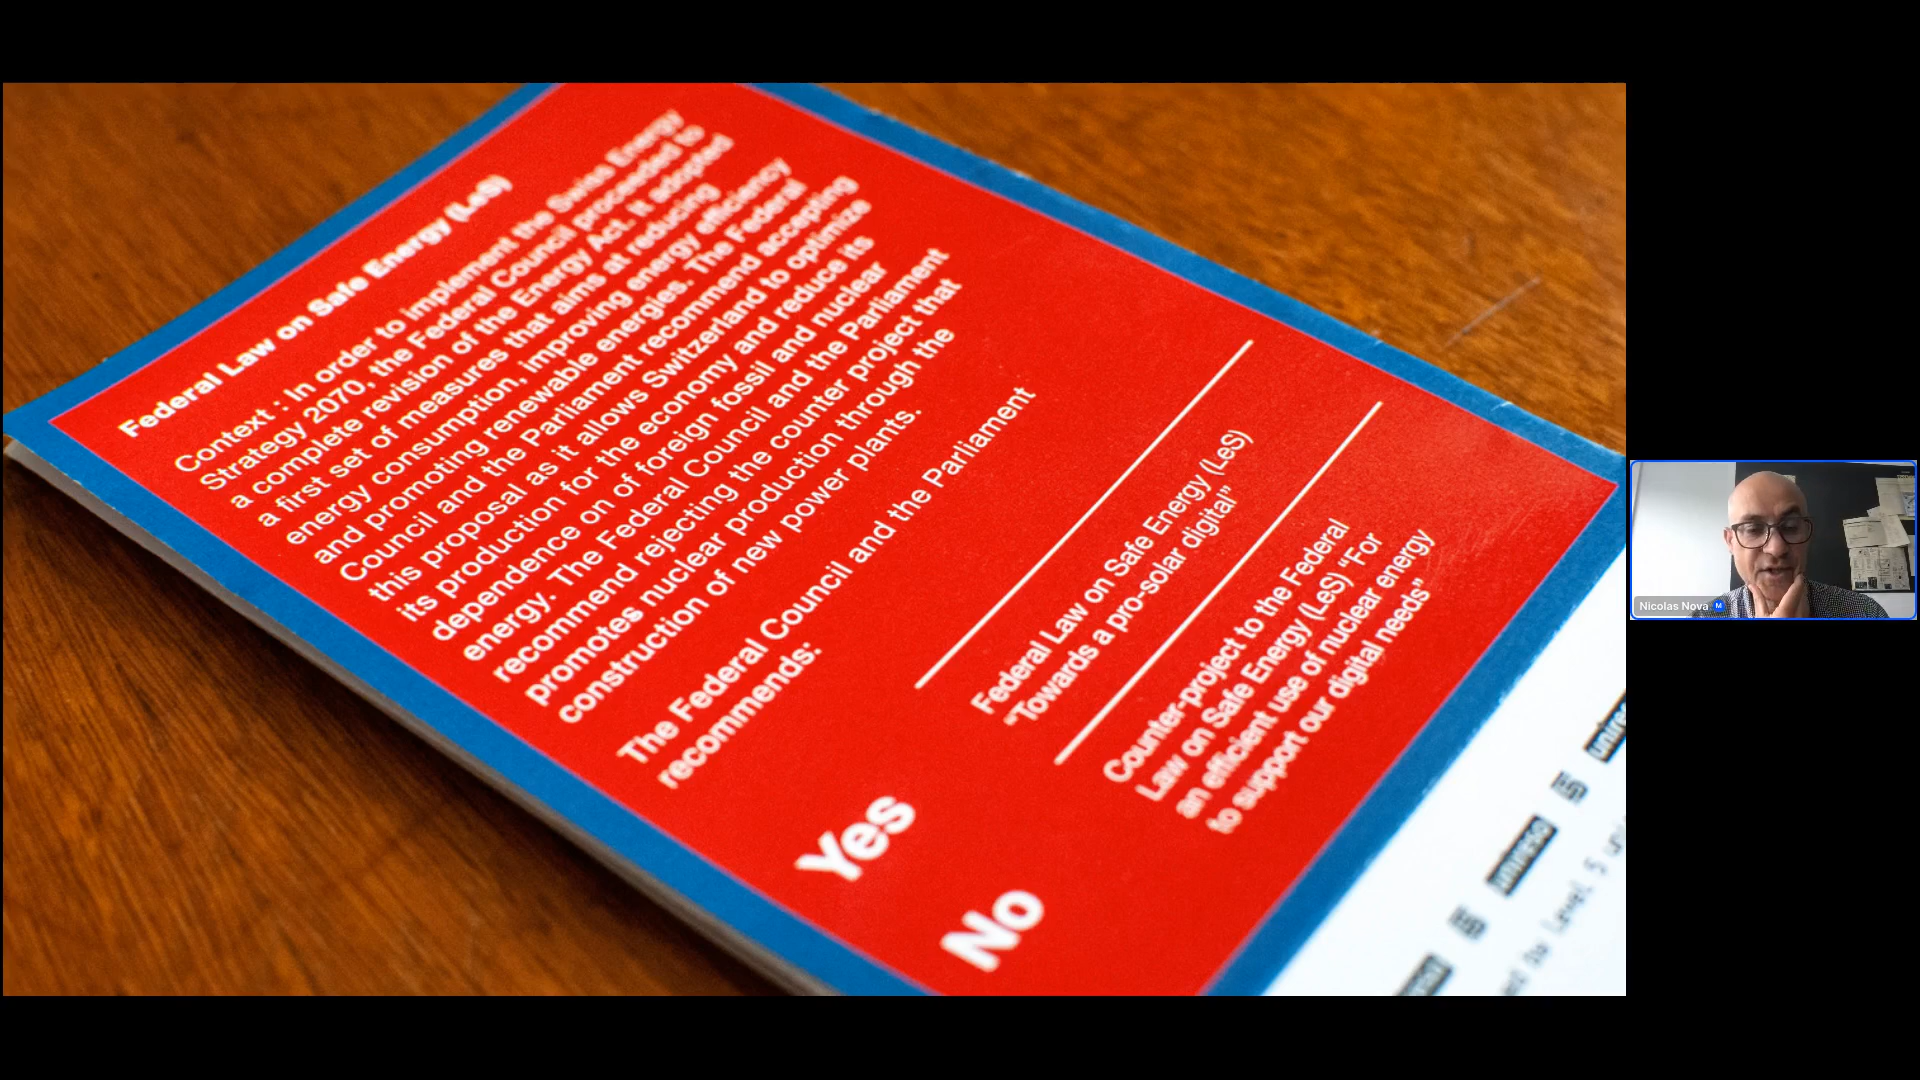 Federal Law on Safe Energy (LeS)
Context : In order to implement the Swiss Energy
Strategy 2070, the Federal Council proceeded to
a complete revision of the Energy Act. It adopted
a first set of measures that aims at reducing
energy consumption, improving energy efficiency
and promoting renewable energies. The Federal
Council and the Parliament recommend accepting
this proposal as it allows Switzerland to optimize
its production for the economy and reduce its
dependence on of foreign fossil and nuclear
energy. The Federal Council and the Parliament
recommend rejecting the counter project that
promotes nuclear production through the
construction of new power plants.
The Federal Council and the Parliament
recommends:
Yes
Federal Law on Safe Energy (LeS)
“Towards a pro-solar digital”
No
Counter-project to the Federal
Law on Safe Energy (LeS) “For
an efficient use of nuclear energy
to support our digital needs”
Level 5
Nicolas Nova M